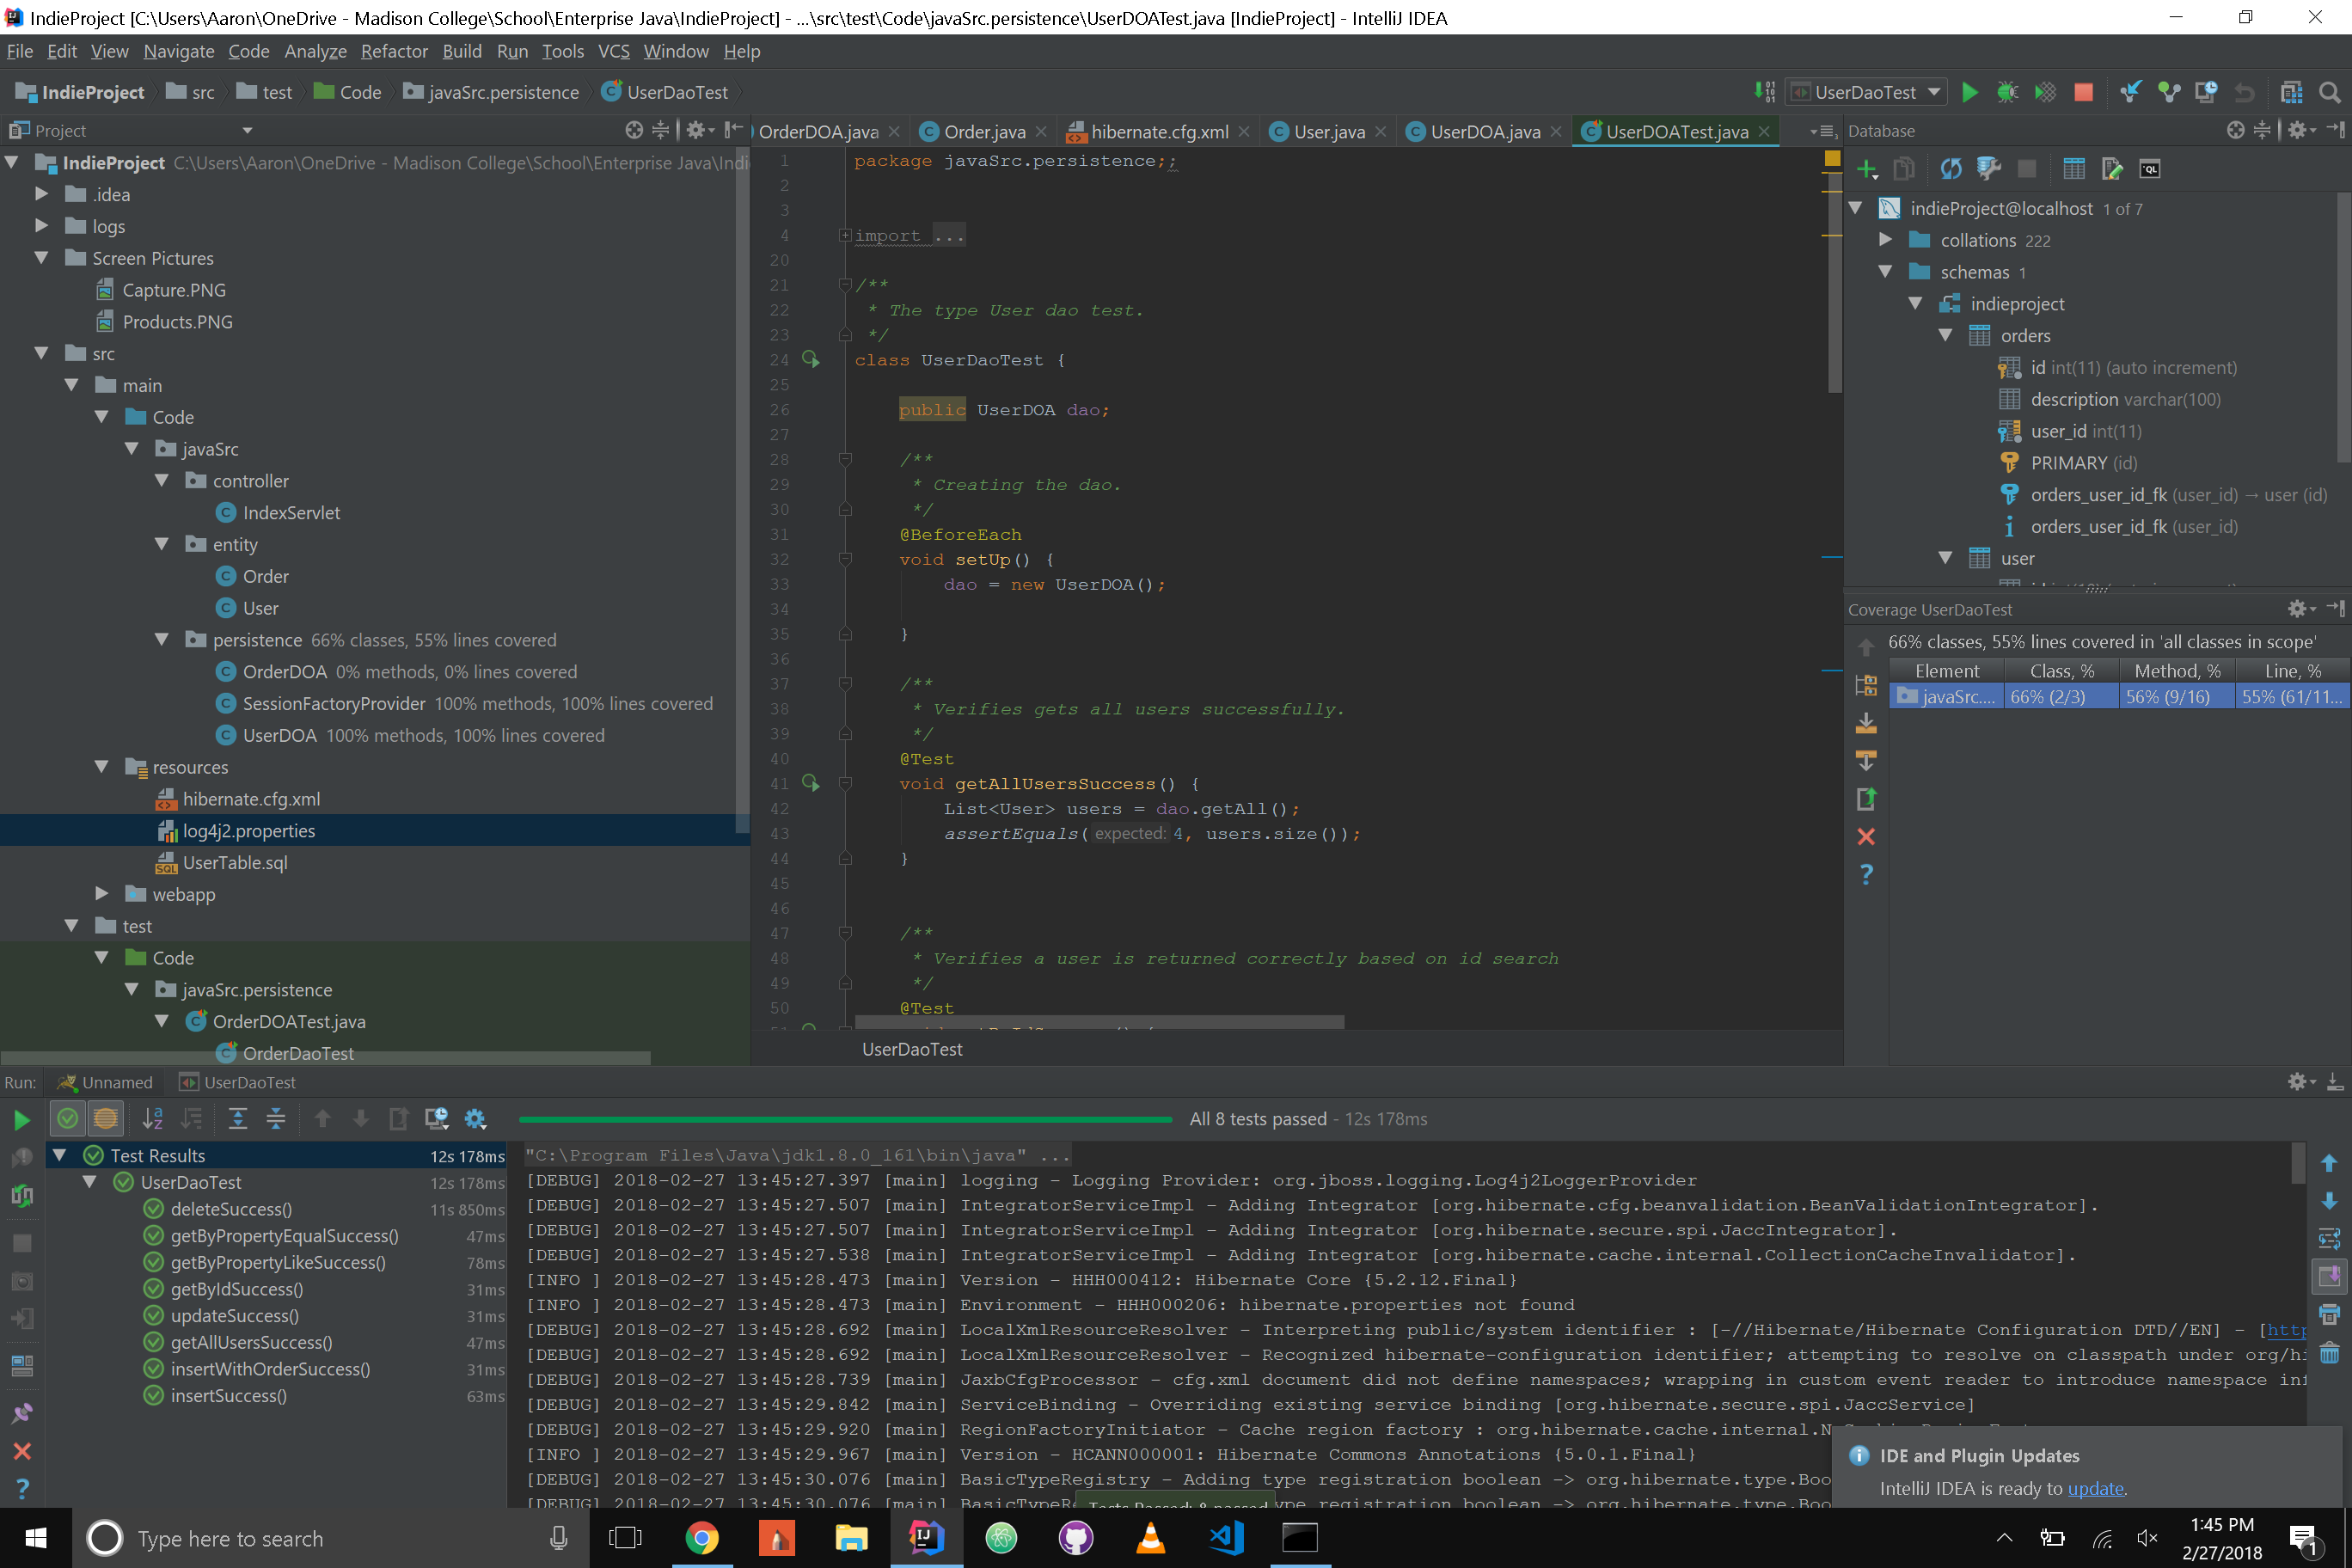 IndieProject [C:\Users\Aaron\OneDrive - Madison College\School\Enterprise Java\IndieProject] - ...\src\test\Code\javaSrc.persistence\UserDOATest.java [IndieProject] - IntelliJ IDEA
File Edit View Navigate Code Analyze Refactor Build Run Tools VCS Window Help
IndieProject src test Code javaSrc.persistence UserDaoTest
UserDaoTest
Project
OrderDOA.java Order.java hibernate.cfg.xml User.java UserDOA.java UserDOATest.java
Database
IndieProject C:\Users\Aaron\OneDrive - Madison College\School\Enterprise Java\Indi
.idea
logs
Screen Pictures
Capture.PNG
Products.PNG
src
main
Code
javaSrc
controller
IndexServlet
entity
Order
User
persistence 66% classes, 55% lines covered
OrderDOA 0% methods, 0% lines covered
SessionFactoryProvider 100% methods, 100% lines covered
UserDOA 100% methods, 100% lines covered
resources
hibernate.cfg.xml
log4j2.properties
UserTable.sql
webapp
test
Code
javaSrc.persistence
OrderDOATest.java
OrderDaoTest
1 package javaSrc.persistence;;
2
3
4 import ...
20
21 /**
22 * The type User dao test.
23 */
24 class UserDaoTest {
25
26 public UserDOA dao;
27
28 /**
29 * Creating the dao.
30 */
31 @BeforeEach
32 void setUp() {
33 dao = new UserDOA();
34
35 }
36
37 /**
38 * Verifies gets all users successfully.
39 */
40 @Test
41 void getAllUsersSuccess() {
42 List<User> users = dao.getAll();
43 assertEquals( expected: 4, users.size());
44 }
45
46
47 /**
48 * Verifies a user is returned correctly based on id search
49 */
50 @Test
UserDaoTest
indieProject@localhost 1 of 7
collations 222
schemas 1
indieproject
orders
id int(11) (auto increment)
description varchar(100)
user_id int(11)
PRIMARY (id)
orders_user_id_fk (user_id) → user (id)
orders_user_id_fk (user_id)
user
Coverage UserDaoTest
66% classes, 55% lines covered in 'all classes in scope'
Element Class, % Method, % Line, %
javaSrc.... 66% (2/3) 56% (9/16) 55% (61/11...
Run: Unnamed UserDaoTest
All 8 tests passed - 12s 178ms
Test Results 12s 178ms
UserDaoTest 12s 178ms
deleteSuccess() 11s 850ms
getByPropertyEqualSuccess() 47ms
getByPropertyLikeSuccess() 78ms
getByIdSuccess() 31ms
updateSuccess() 31ms
getAllUsersSuccess() 47ms
insertWithOrderSuccess() 31ms
insertSuccess() 63ms
"C:\Program Files\Java\jdk1.8.0_161\bin\java" ...
[DEBUG] 2018-02-27 13:45:27.397 [main] logging - Logging Provider: org.jboss.logging.Log4j2LoggerProvider
[DEBUG] 2018-02-27 13:45:27.507 [main] IntegratorServiceImpl - Adding Integrator [org.hibernate.cfg.beanvalidation.BeanValidationIntegrator].
[DEBUG] 2018-02-27 13:45:27.507 [main] IntegratorServiceImpl - Adding Integrator [org.hibernate.secure.spi.JaccIntegrator].
[DEBUG] 2018-02-27 13:45:27.538 [main] IntegratorServiceImpl - Adding Integrator [org.hibernate.cache.internal.CollectionCacheInvalidator].
[INFO ] 2018-02-27 13:45:28.473 [main] Version - HHH000412: Hibernate Core {5.2.12.Final}
[INFO ] 2018-02-27 13:45:28.473 [main] Environment - HHH000206: hibernate.properties not found
[DEBUG] 2018-02-27 13:45:28.692 [main] LocalXmlResourceResolver - Interpreting public/system identifier : [-//Hibernate/Hibernate Configuration DTD//EN] - [http
[DEBUG] 2018-02-27 13:45:28.692 [main] LocalXmlResourceResolver - Recognized hibernate-configuration identifier; attempting to resolve on classpath under org/hi
[DEBUG] 2018-02-27 13:45:28.739 [main] JaxbCfgProcessor - cfg.xml document did not define namespaces; wrapping in custom event reader to introduce namespace inf
[DEBUG] 2018-02-27 13:45:29.842 [main] ServiceBinding - Overriding existing service binding [org.hibernate.secure.spi.JaccService]
[DEBUG] 2018-02-27 13:45:29.920 [main] RegionFactoryInitiator - Cache region factory :
[INFO ] 2018-02-27 13:45:29.967 [main] Version - HCANN000001: Hibernate Commons Annotations {5.0.1.Final}
[DEBUG] 2018-02-27 13:45:30.076 [main] BasicTypeRegistry - Adding type registration boolean -> org.hibernate.type.Boo
[DEBUG] 2018-02-27 13:45:30.076 [main] registration boolean -> org.hibernate.type.Boo
IDE and Plugin Updates
IntelliJ IDEA is ready to update.
Type here to search
1:45 PM
2/27/2018
1